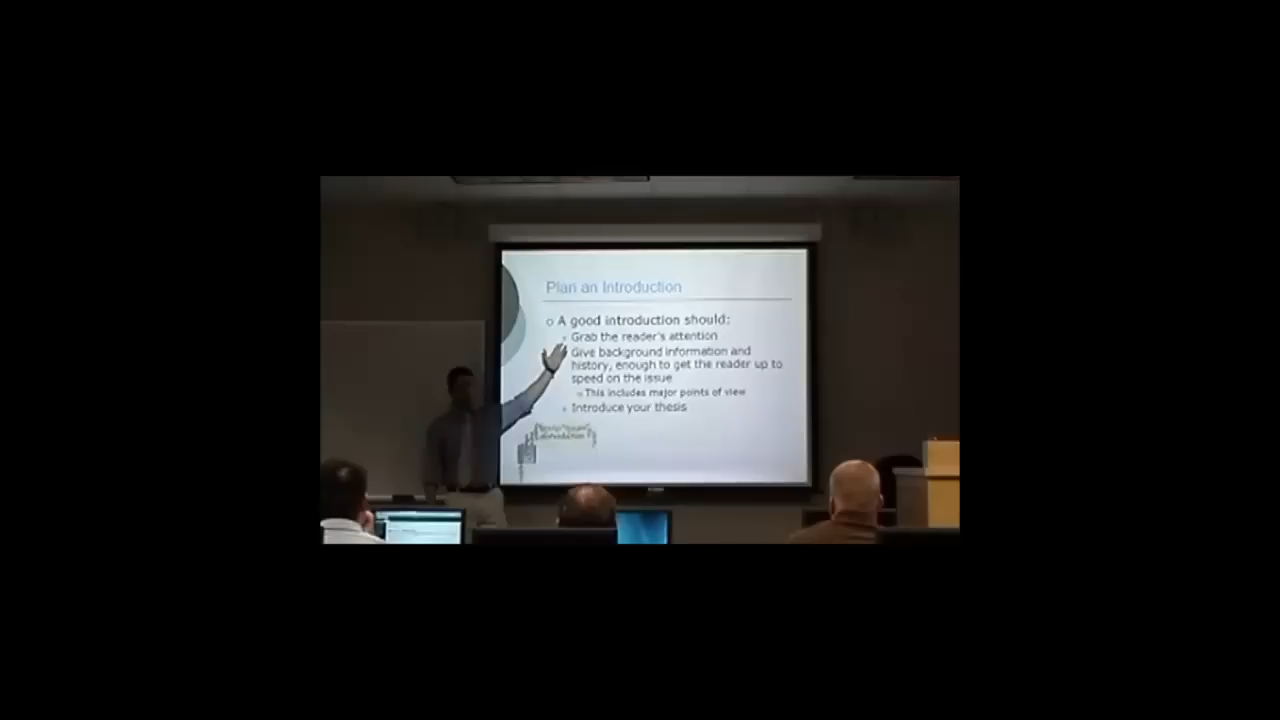 Plan an Introduction
A good introduction should:
Grab the reader's attention
Give background information and
history, enough to get the reader up to
speed on the issue
This includes major points of view
Introduce your thesis